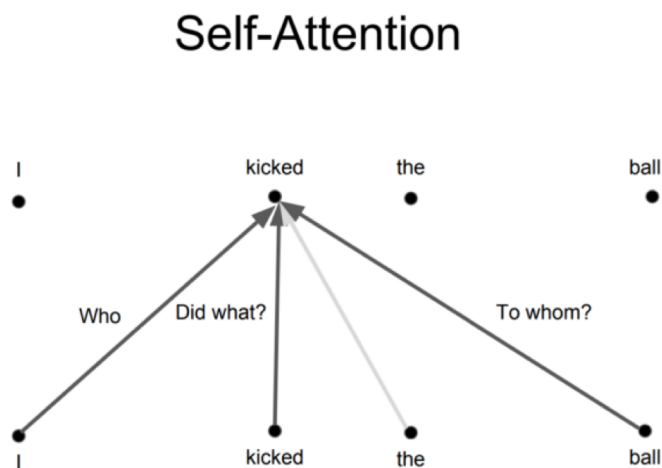 Self-Attention
I kicked the ball
Who Did what? To whom?
I kicked the ball